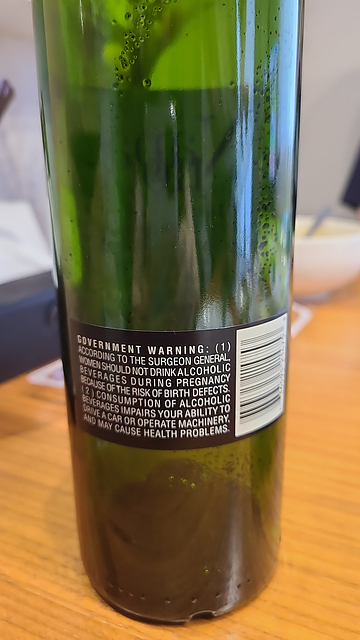 GOVERNMENT WARNING: (1)
ACCORDING TO THE SURGEON GENERAL,
WOMEN SHOULD NOT DRINK ALCOHOLIC
BEVERAGES DURING PREGNANCY
BECAUSE OF THE RISK OF BIRTH DEFECTS.
(2) CONSUMPTION OF ALCOHOLIC
BEVERAGES IMPAIRS YOUR ABILITY TO
DRIVE A CAR OR OPERATE MACHINERY,
AND MAY CAUSE HEALTH PROBLEMS.